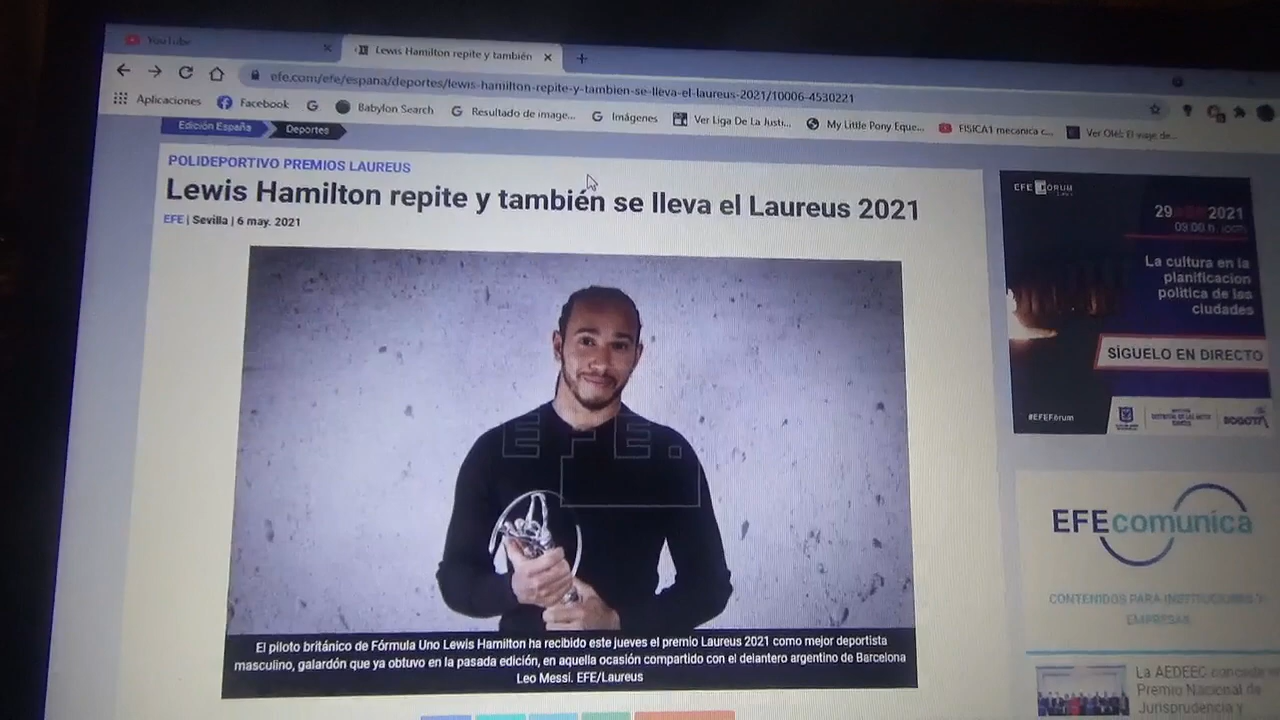 YouTube
Lewis Hamilton repite y también
efe.com/efe/espana/deportes/lewis-hamilton-repite-y-tambien-se-lleva-el-laureus-2021/10006-4530221
Aplicaciones Facebook Babylon Search Resultado de image... Imágenes Ver Liga De La Justi... My Little Pony Eque... FISICA1 mecanica c... Ver Olé: El viaje de...
Edición España Deportes
POLIDEPORTIVO PREMIOS LAUREUS
Lewis Hamilton repite y también se lleva el Laureus 2021
EFE | Sevilla | 6 may. 2021
EFE.
El piloto británico de Fórmula Uno Lewis Hamilton ha recibido este jueves el premio Laureus 2021 como mejor deportista
masculino, galardón que ya obtuvo en la pasada edición, en aquella ocasión compartido con el delantero argentino de Barcelona
Leo Messi. EFE/Laureus
EFE FORUM
29 2021
09:00 h
La cultura en la
planificacion
politica de las
ciudades
SÍGUELO EN DIRECTO
#EFEForum
BOGOTÁ
EFEcomunica
CONTENIDOS PARA INSTITUCIONES Y
EMPRESAS
La AEDEEC concede el
Premio Nacional de
Jurisprudencia y